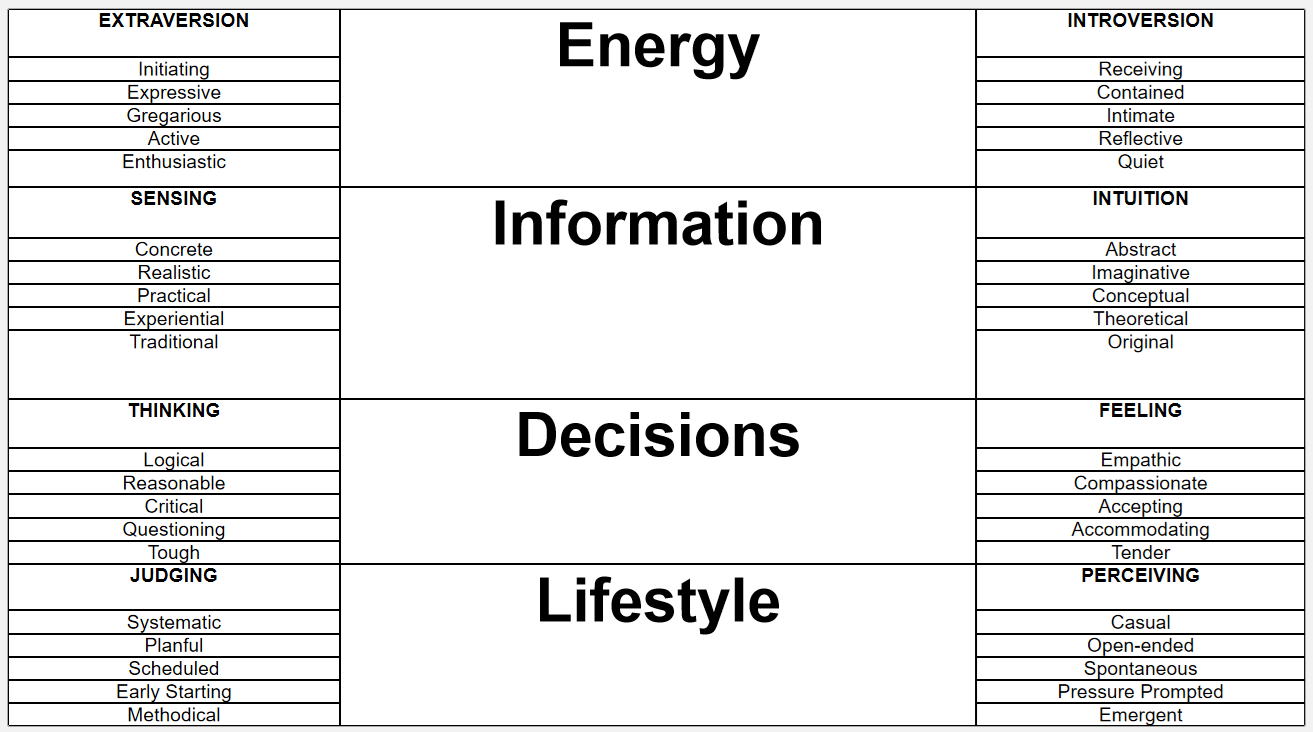 EXTRAVERSION Energy INTROVERSION
Initiating Receiving
Expressive Contained
Gregarious Intimate
Active Reflective
Enthusiastic Quiet
SENSING Information INTUITION
Concrete Abstract
Realistic Imaginative
Practical Conceptual
Experiential Theoretical
Traditional Original
THINKING Decisions FEELING
Logical Empathic
Reasonable Compassionate
Critical Accepting
Questioning Accommodating
Tough Tender
JUDGING Lifestyle PERCEIVING
Systematic Casual
Planful Open-ended
Scheduled Spontaneous
Early Starting Pressure Prompted
Methodical Emergent